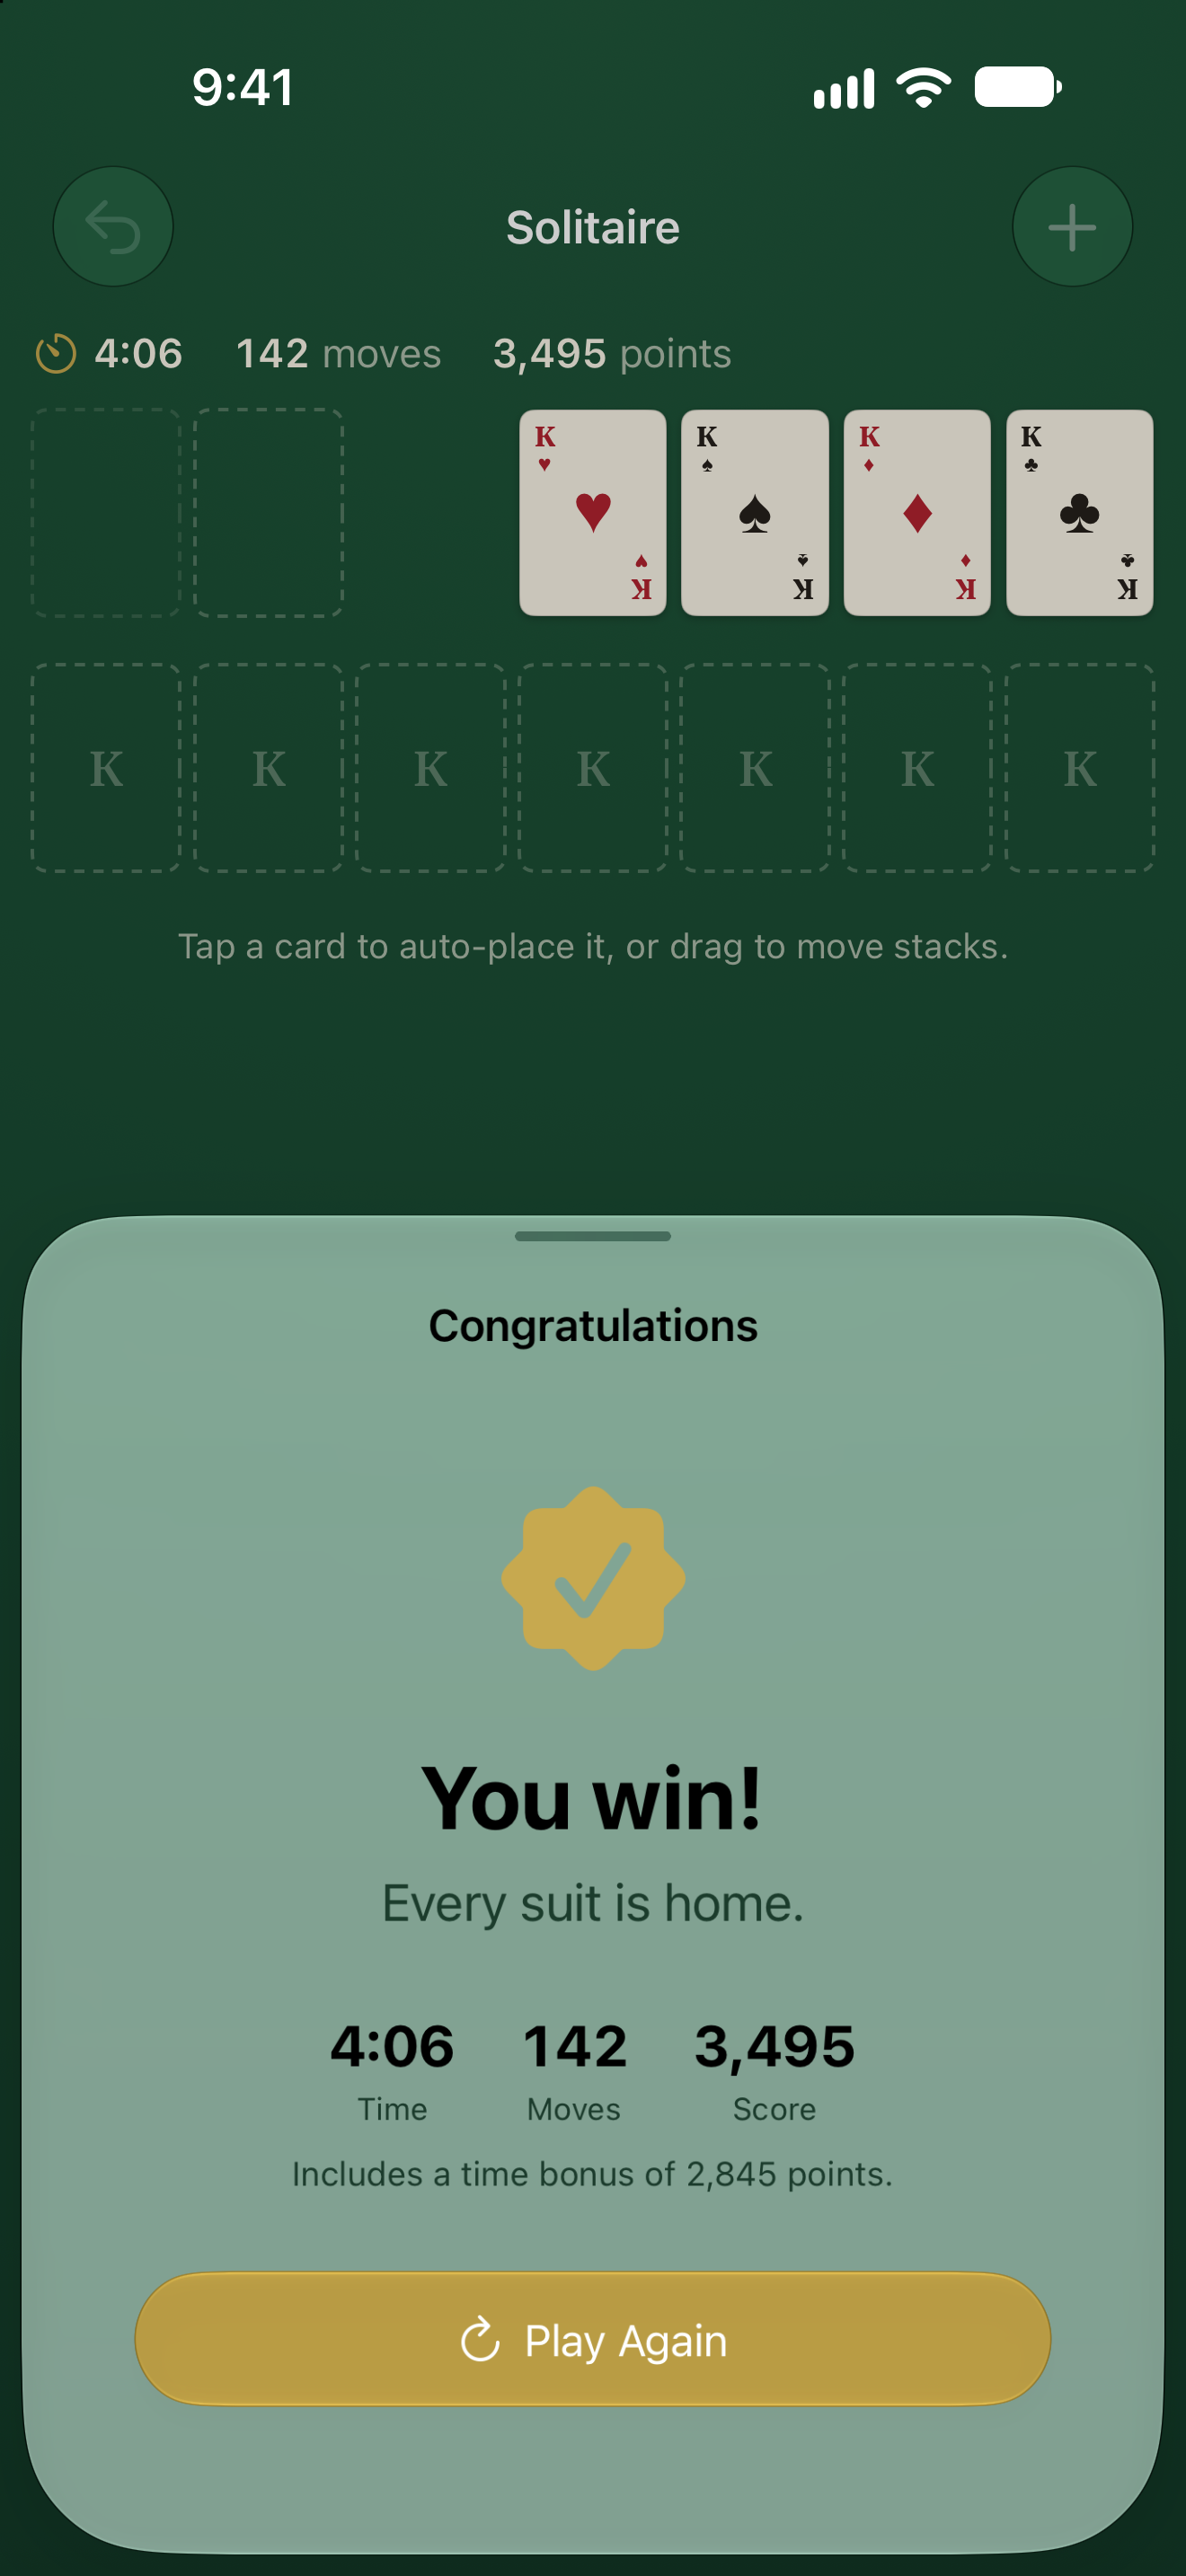 9:41
Solitaire
4:06 142 moves 3,495 points
K K K K
♥ ♠ ♦ ♣
♥ ♠ ♦ ♣
♥ ♠ ♦ ♣
K K K K
K K K K K K K
Tap a card to auto-place it, or drag to move stacks.
Congratulations
You win!
Every suit is home.
4:06 142 3,495
Time Moves Score
Includes a time bonus of 2,845 points.
Play Again